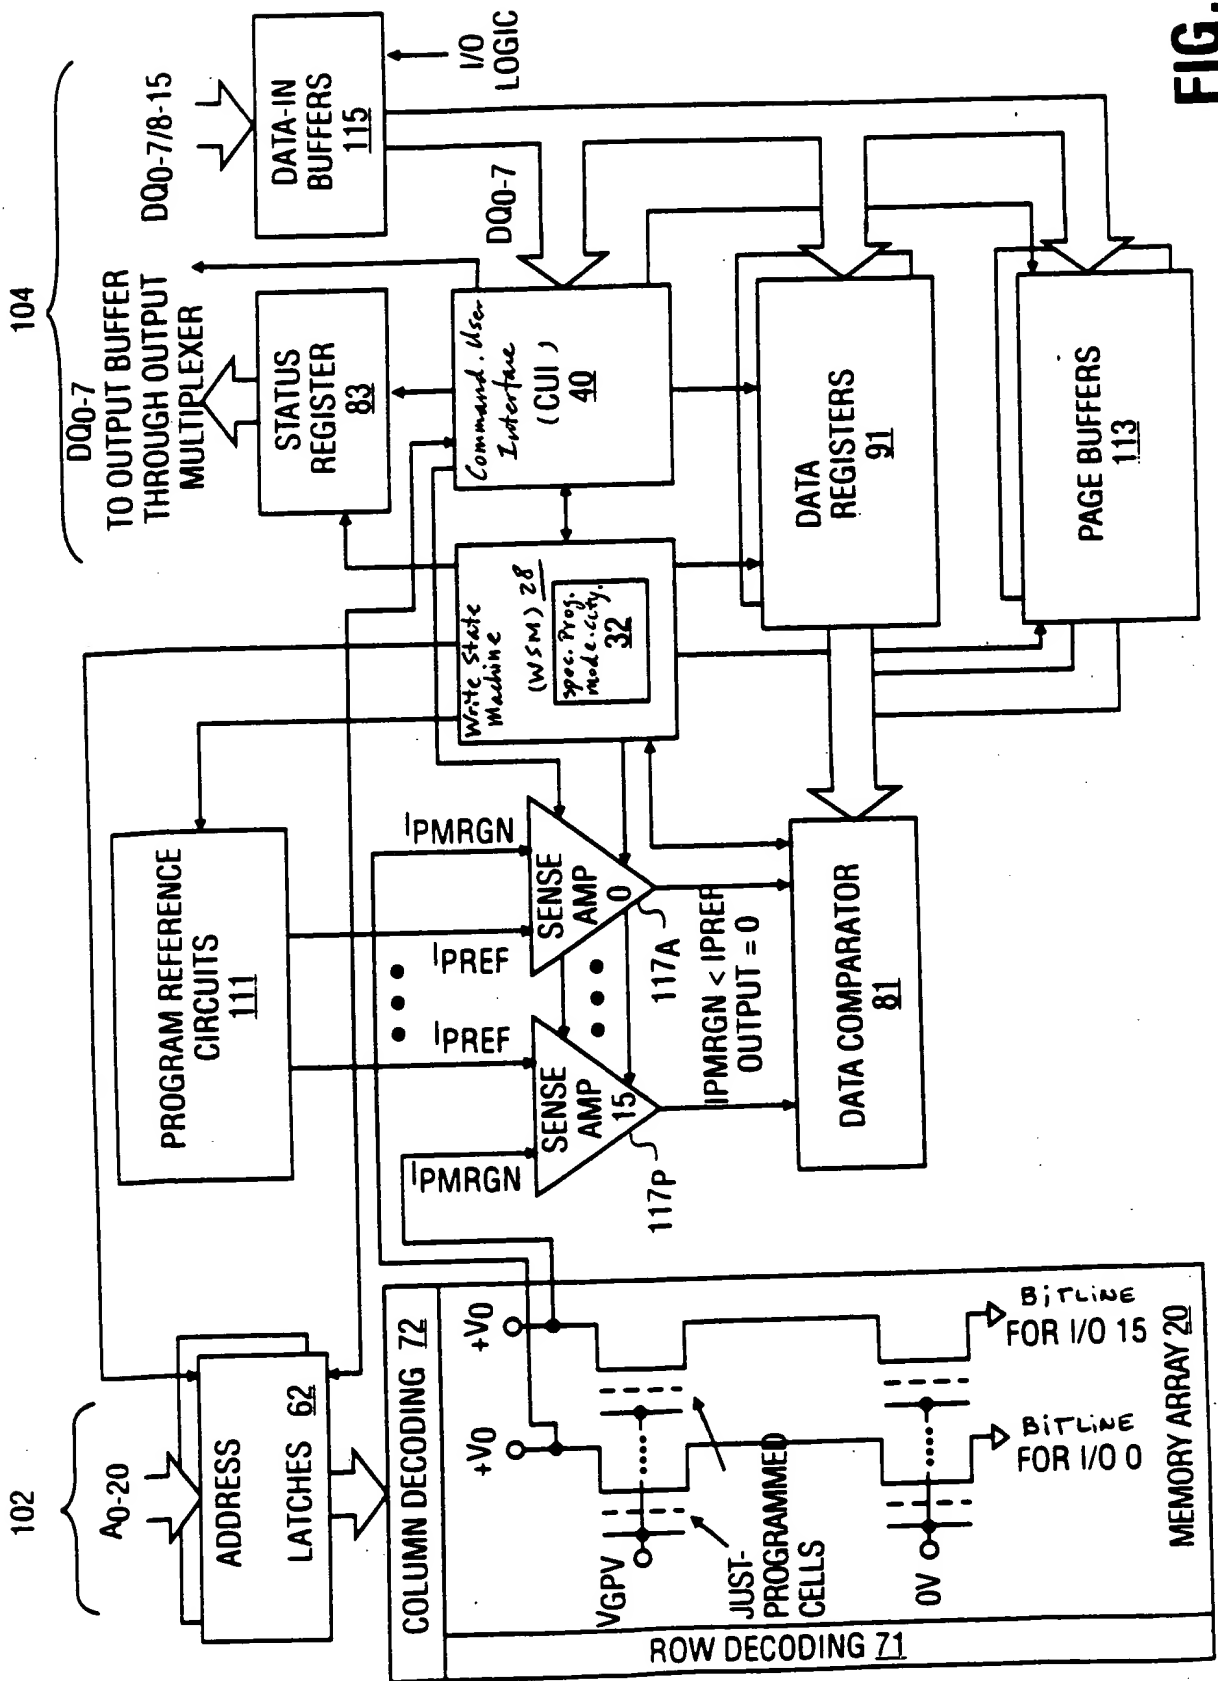 102
A0-20
ADDRESS
LATCHES 62
COLUMN DECODING 72
ROW DECODING 71
MEMORY ARRAY 20
+V0
+V0
VGPV
JUST-
PROGRAMMED
CELLS
0V
BiTLiNE
FOR I/O 0
BiTLiNE
FOR I/O 15
PROGRAM REFERENCE
CIRCUITS
111
IPREF
IPREF
IPMRGN
IPMRGN
SENSE
AMP
15
117P
SENSE
AMP
0
117A
IPMRGN < IPREF
OUTPUT = 0
DATA COMPARATOR
81
Write State
Machine
(WSM) 28
Spec. Prog.
mode. city.
32
104
DQ0-7
TO OUTPUT BUFFER
THROUGH OUTPUT
MULTIPLEXER
STATUS
REGISTER
83
Command. User
Interface
(CUI)
40
DQ0-7/8-15
DATA-IN
BUFFERS
115
I/O
LOGIC
DQ0-7
DATA
REGISTERS
91
PAGE BUFFERS
113
FIG.